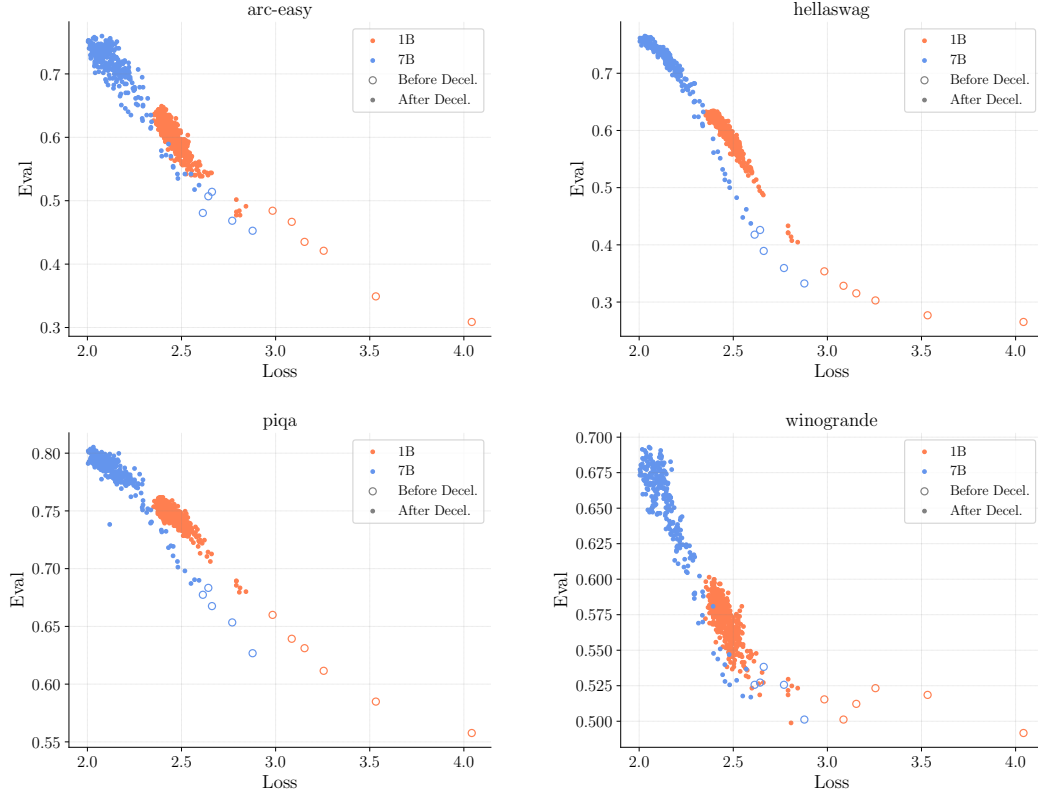 arc-easy
0.7
0.6
0.5
0.4
0.3
Eval
2.0 2.5 3.0 3.5 4.0
Loss
1B
7B
Before Decel.
After Decel.
hellaswag
0.7
0.6
0.5
0.4
0.3
Eval
2.0 2.5 3.0 3.5 4.0
Loss
1B
7B
Before Decel.
After Decel.
piqa
0.80
0.75
0.70
0.65
0.60
0.55
Eval
2.0 2.5 3.0 3.5 4.0
Loss
1B
7B
Before Decel.
After Decel.
winogrande
0.700
0.675
0.650
0.625
0.600
0.575
0.550
0.525
0.500
Eval
2.0 2.5 3.0 3.5 4.0
Loss
1B
7B
Before Decel.
After Decel.